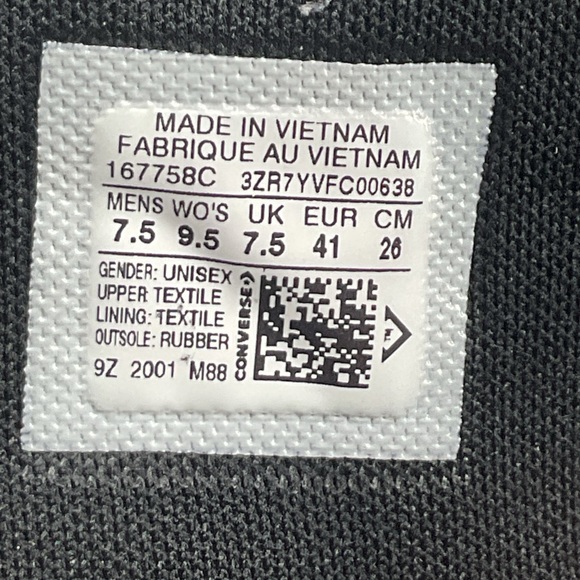 MADE IN VIETNAM
FABRIQUE AU VIETNAM
167758C 3ZR7YVFC00638
MENS WO'S UK EUR CM
7.5 9.5 7.5 41 26
GENDER: UNISEX
UPPER TEXTILE
LINING: TEXTILE
OUTSOLE: RUBBER
9Z 2001 M88
CONVERSE